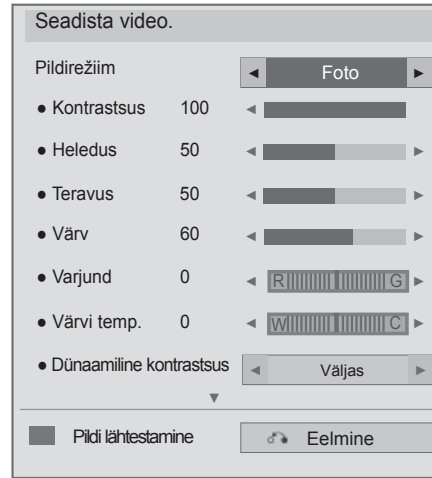 Seadista video.
Pildirežiim ◄ Foto ►
● Kontrastsus 100 ◄
● Heledus 50 ◄ ►
● Teravus 50 ◄ ►
● Värv 60 ◄ ►
● Varjund 0 ◄ R G ►
● Värvi temp. 0 ◄ W C ►
● Dünaamiline kontrastsus ◄ Väljas ►
▼
Pildi lähtestamine Eelmine